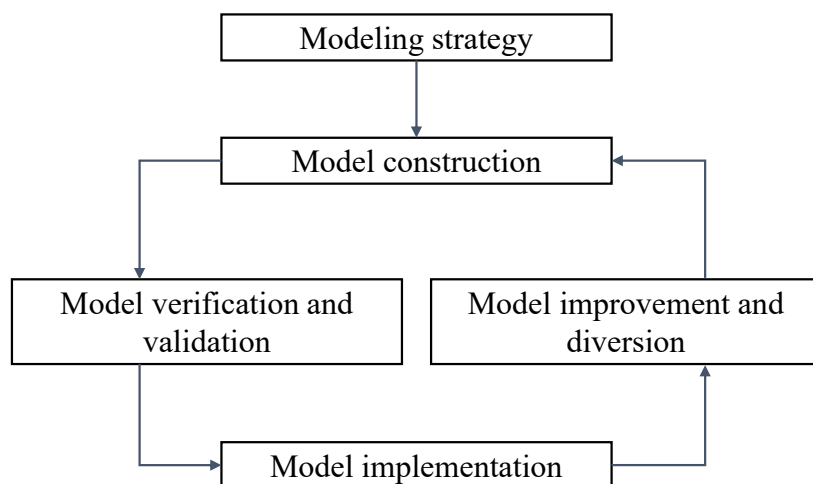 Modeling strategy
Model construction
Model verification and
validation
Model improvement and
diversion
Model implementation